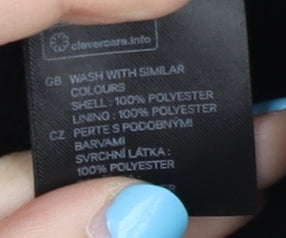 clevercare.info
GB WASH WITH SIMILAR
COLOURS
SHELL : 100% POLYESTER
LINING : 100% POLYESTER
CZ PERTE S PODOBNÝMI
BARVAMI
SVRCHNÍ LÁTKA :
100% POLYESTER